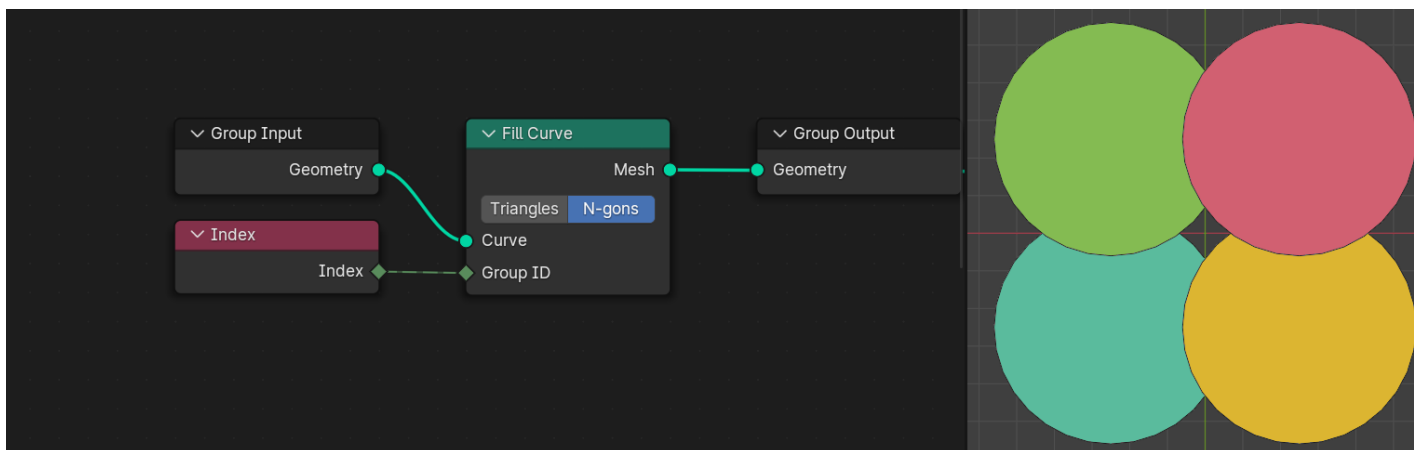 Group Input
Geometry
Index
Index
Fill Curve
Mesh
Triangles N-gons
Curve
Group ID
Group Output
Geometry